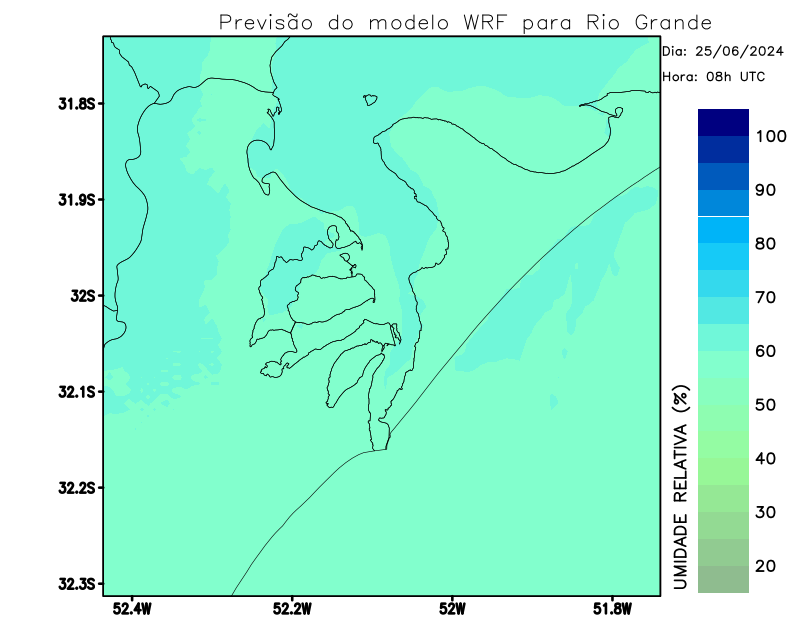 Previsão do modelo WRF para Rio Grande
Dia: 25/06/2024
Hora: 08h UTC
31.8S
31.9S
32S
32.1S
32.2S
32.3S
52.4W
52.2W
52W
51.8W
100
90
80
70
60
50
40
30
20
UMIDADE RELATIVA (%)